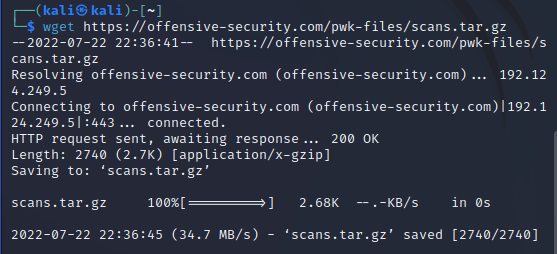 ┌──(kali㉿kali)-[~]
└─$ wget https://offensive-security.com/pwk-files/scans.tar.gz
--2022-07-22 22:36:41--  https://offensive-security.com/pwk-files/s
cans.tar.gz
Resolving offensive-security.com (offensive-security.com)... 192.12
4.249.5
Connecting to offensive-security.com (offensive-security.com)|192.1
24.249.5|:443... connected.
HTTP request sent, awaiting response... 200 OK
Length: 2740 (2.7K) [application/x-gzip]
Saving to: ‘scans.tar.gz’

scans.tar.gz     100%[=========>]   2.68K  --.-KB/s    in 0s

2022-07-22 22:36:45 (34.7 MB/s) - ‘scans.tar.gz’ saved [2740/2740]